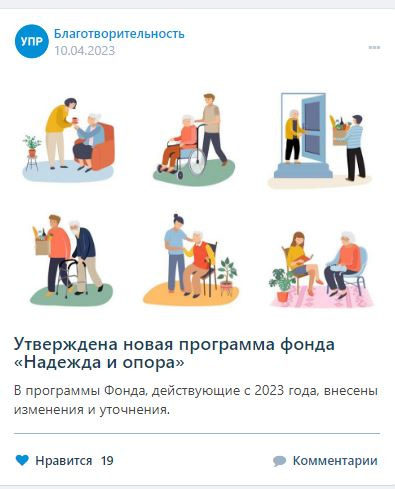 УПР
Благотворительность
10.04.2023
Утверждена новая программа фонда
«Надежда и опора»
В программы Фонда, действующие с 2023 года, внесены
изменения и уточнения.
Нравится 19
Комментарии